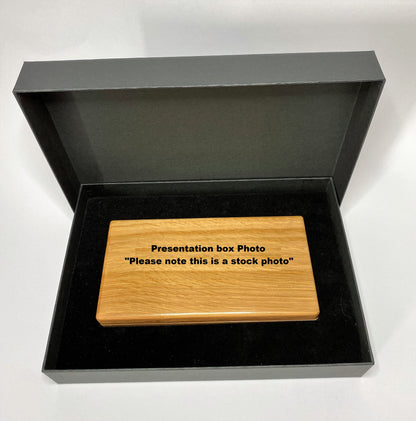 Presentation box Photo
"Please note this is a stock photo"